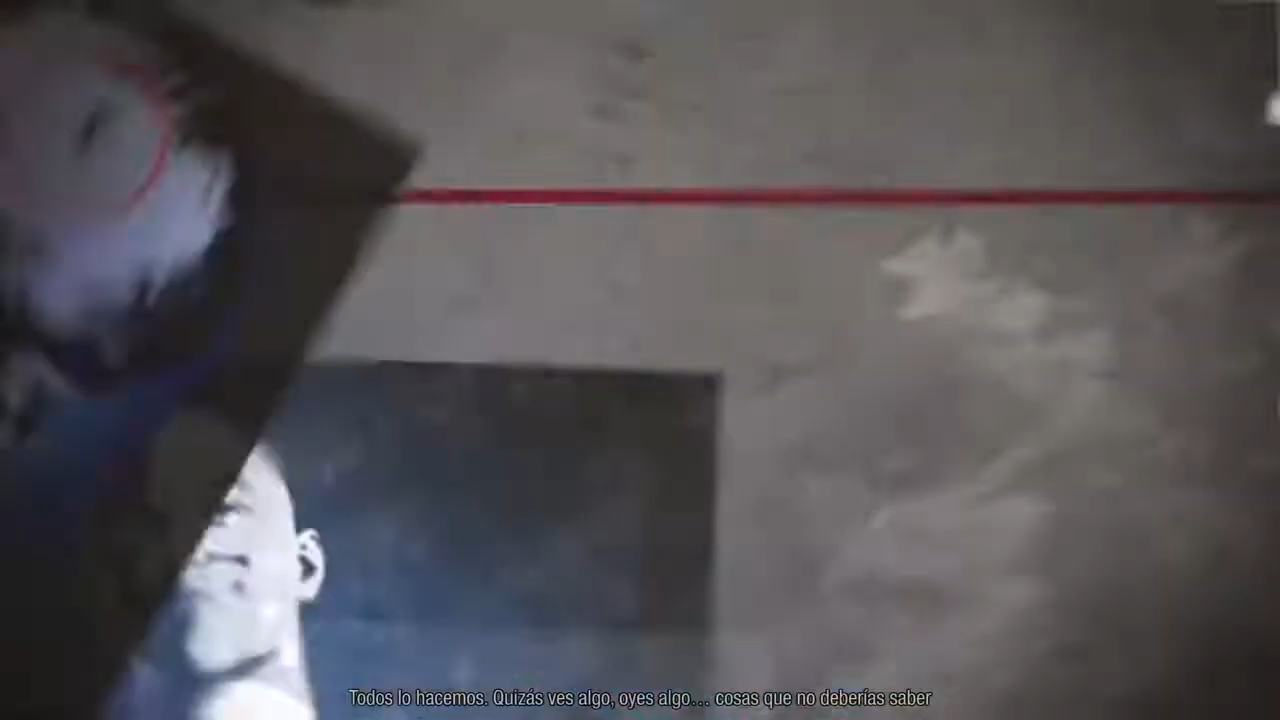 Todos lo hacemos. Quizás ves algo, oyes algo… cosas que no deberías saber